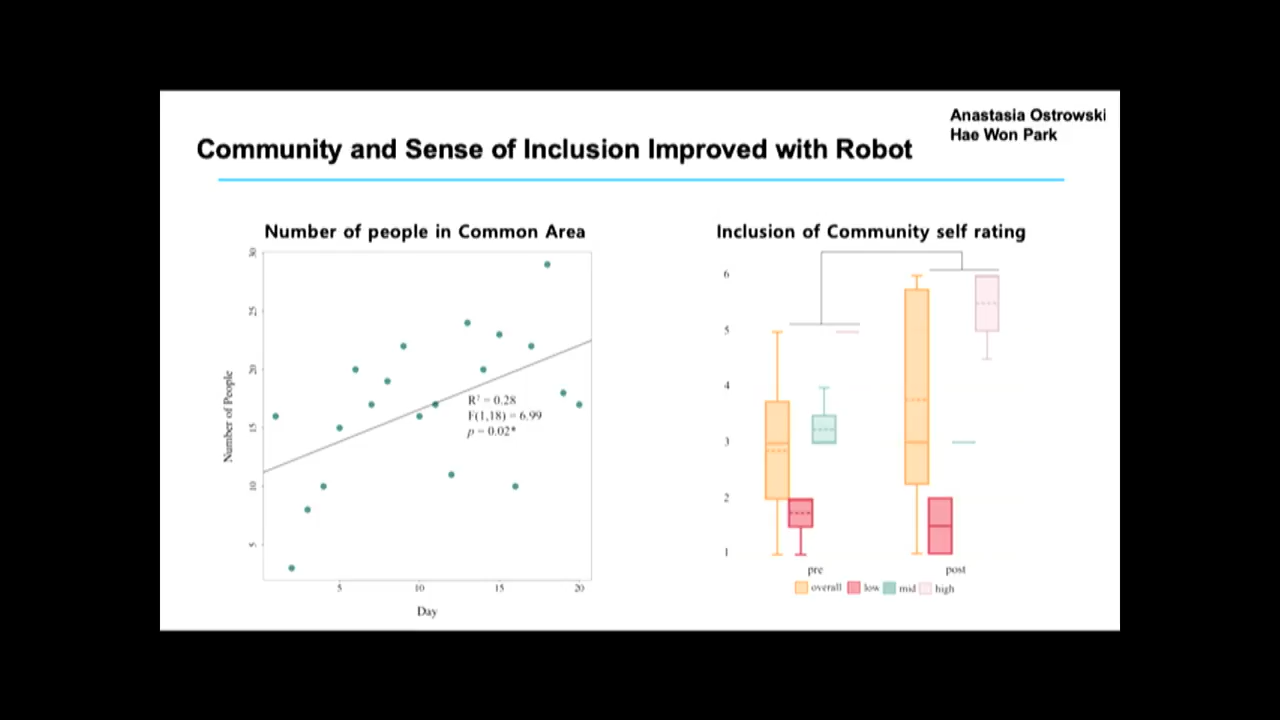 Anastasia Ostrowski
Hae Won Park
Community and Sense of Inclusion Improved with Robot
Number of people in Common Area
30
25
20
15
10
5
Number of People
R² = 0.28
F(1,18) = 6.99
p = 0.02*
5 10 15 20
Day
Inclusion of Community self rating
6
5
4
3
2
1
pre post
overall low mid high